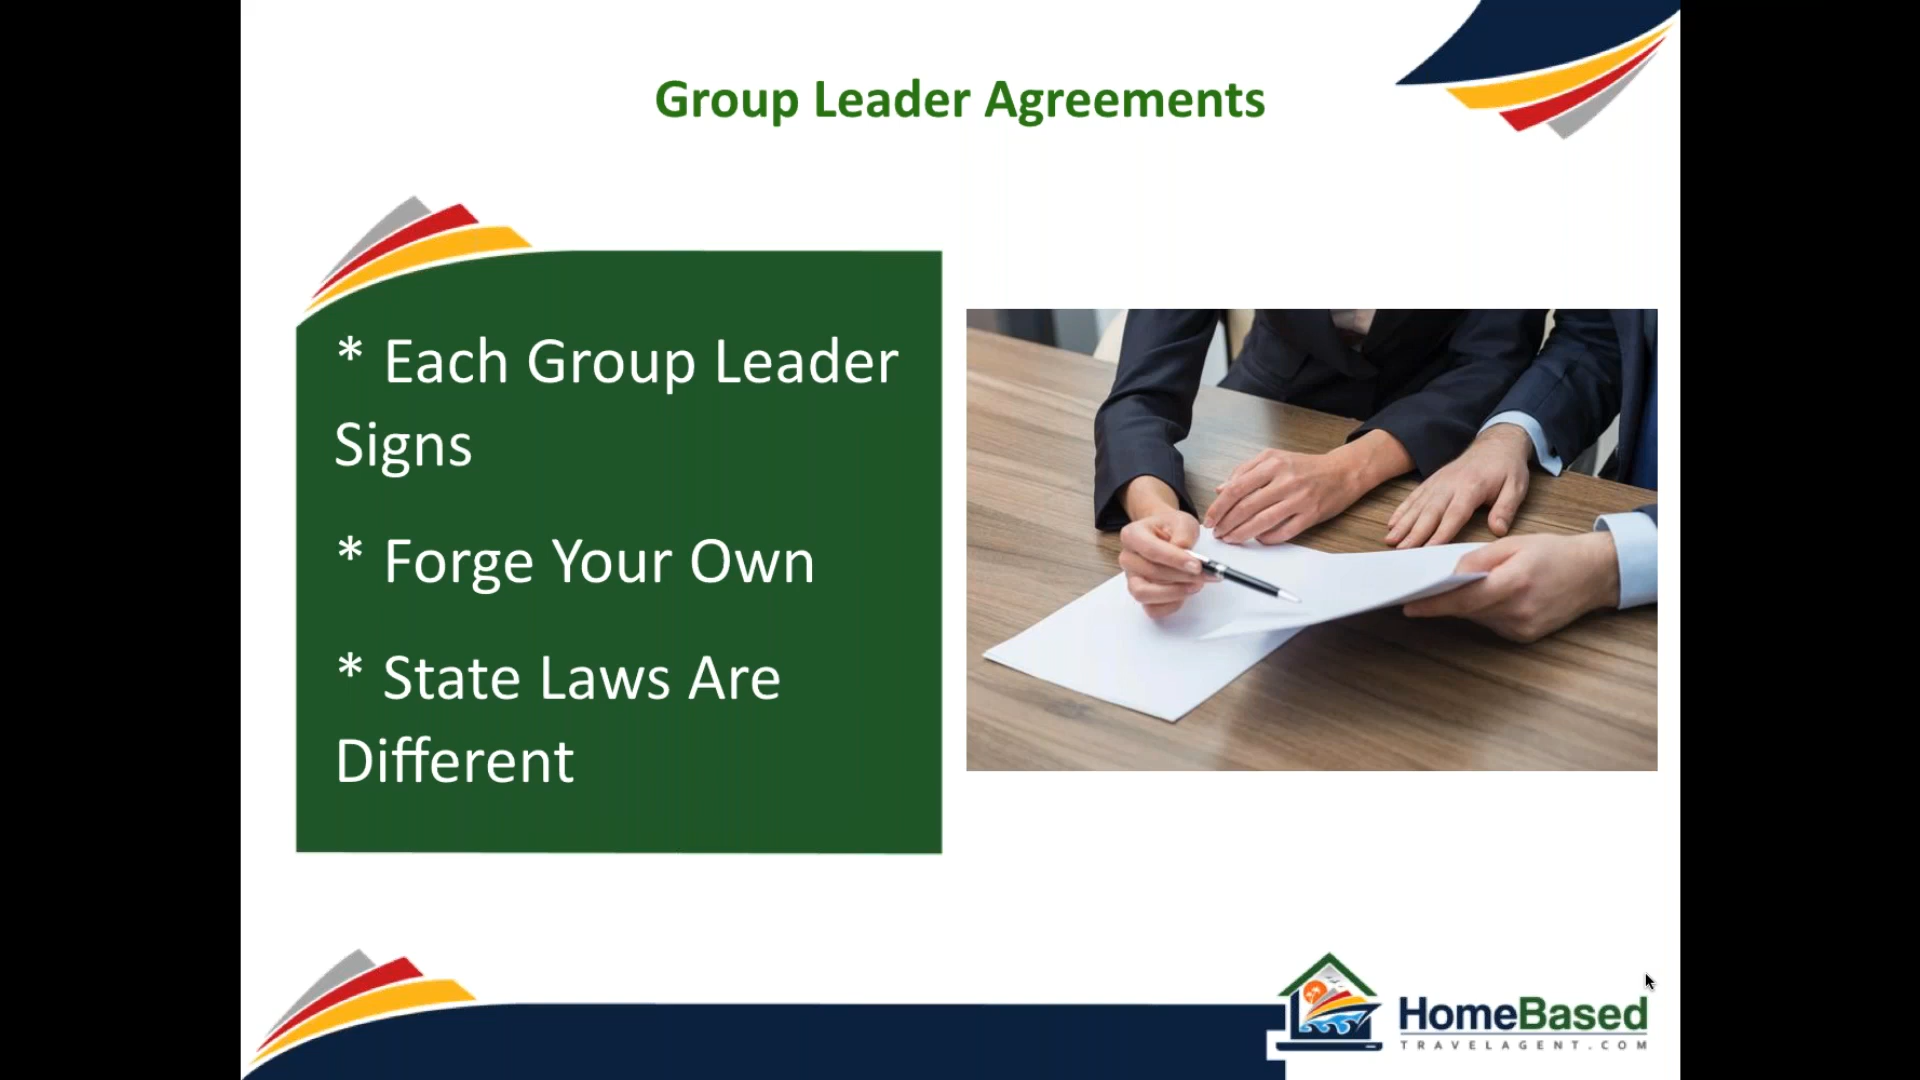 Group Leader Agreements
* Each Group Leader
Signs
* Forge Your Own
* State Laws Are
Different
HomeBased
TRAVELAGENT.COM